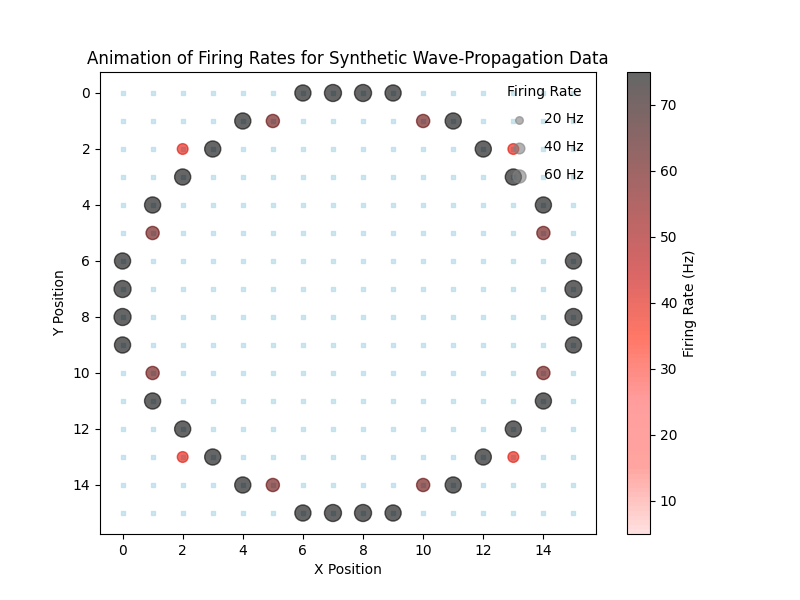 Animation of Firing Rates for Synthetic Wave-Propagation Data
Firing Rate
20 Hz
40 Hz
60 Hz
0
2
4
6
8
10
12
14
Y Position
0
2
4
6
8
10
12
14
X Position
70
60
50
40
30
20
10
Firing Rate (Hz)